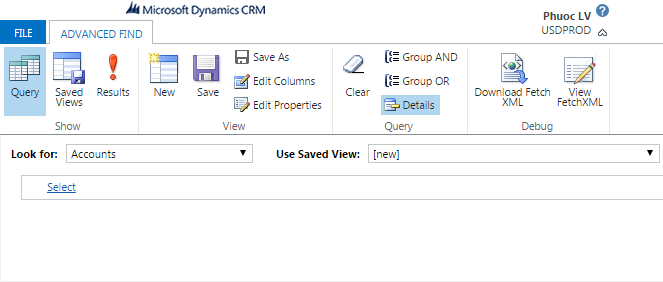 Microsoft Dynamics CRM
Phuoc LV
USDPROD
FILE
ADVANCED FIND
Query
Saved Views
Results
New
Save
Save As
Edit Columns
Edit Properties
Clear
Group AND
Group OR
Details
Download Fetch XML
View FetchXML
Show
View
Query
Debug
Look for: Accounts
Use Saved View: [new]
Select